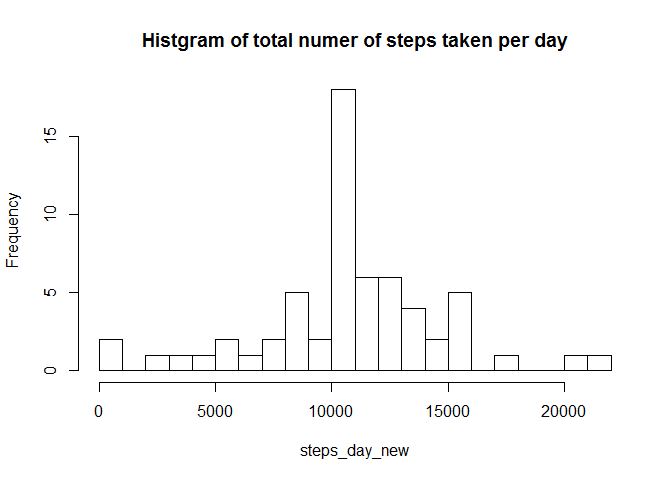 Histgram of total numer of steps taken per day
Frequency
15
10
5
0
0 5000 10000 15000 20000
steps_day_new